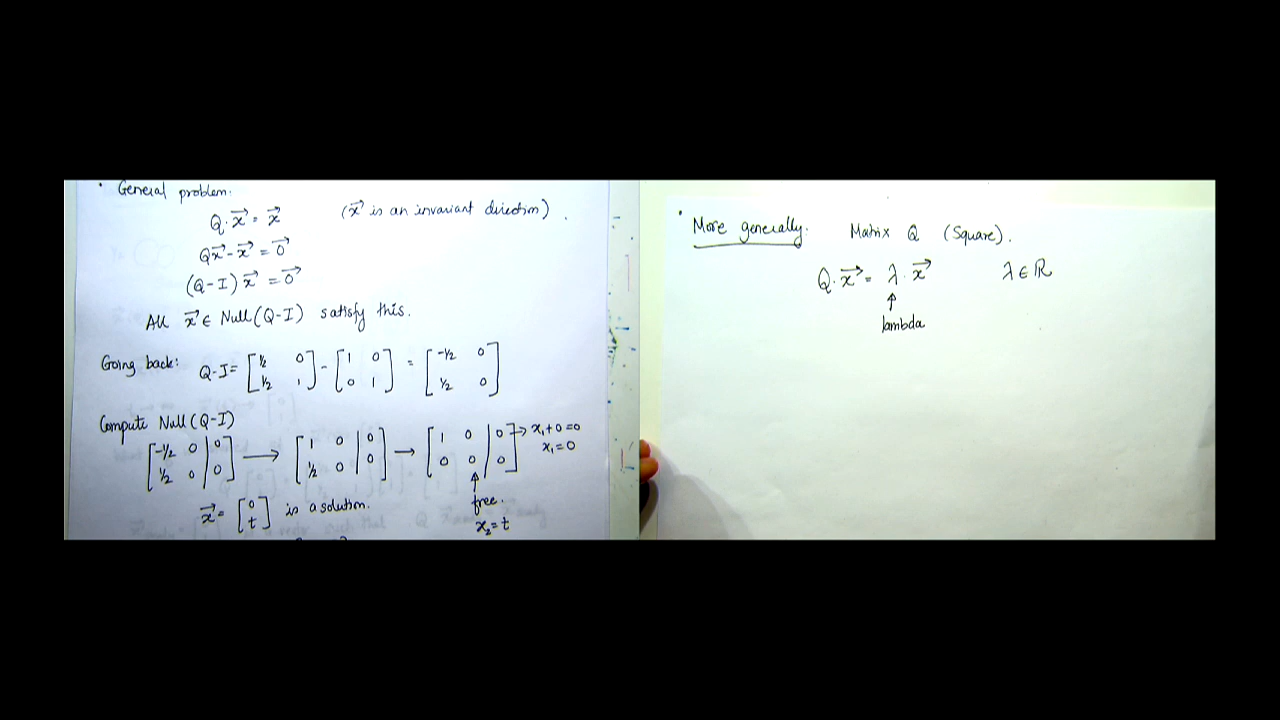 • General problem:
Q·x⃗ = x⃗ (x⃗ is an invariant direction).
Qx⃗ - x⃗ = 0⃗
(Q-I)x⃗ = 0⃗
All x⃗ ∈ Null(Q-I) satisfy this.
Going back: Q-I = [1/2 0; 1/2 1] - [1 0; 0 1] = [-1/2 0; 1/2 0]
Compute Null(Q-I)
[-1/2 0 | 0; 1/2 0 | 0] → [1 0 | 0; 1/2 0 | 0] → [1 0 | 0; 0 0 | 0] → x₁+0=0
x₁=0
↑
free.
x₂=t
x⃗ = [0; t] is a solution.
• More generally: Matrix Q (Square).
Q·x⃗ = λ·x⃗ λ∈ℝ
↑
lambda